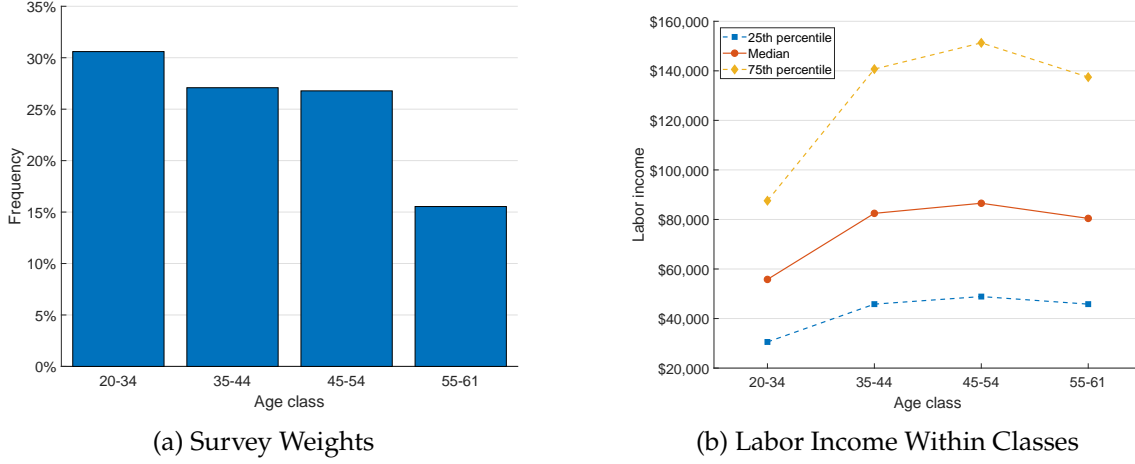 35%
30%
25%
20%
15%
10%
5%
0%
Frequency
20-34 35-44 45-54 55-61
Age class
(a) Survey Weights
$160,000
$140,000
$120,000
$100,000
$80,000
$60,000
$40,000
$20,000
Labor income
25th percentile
Median
75th percentile
20-34 35-44 45-54 55-61
Age class
(b) Labor Income Within Classes